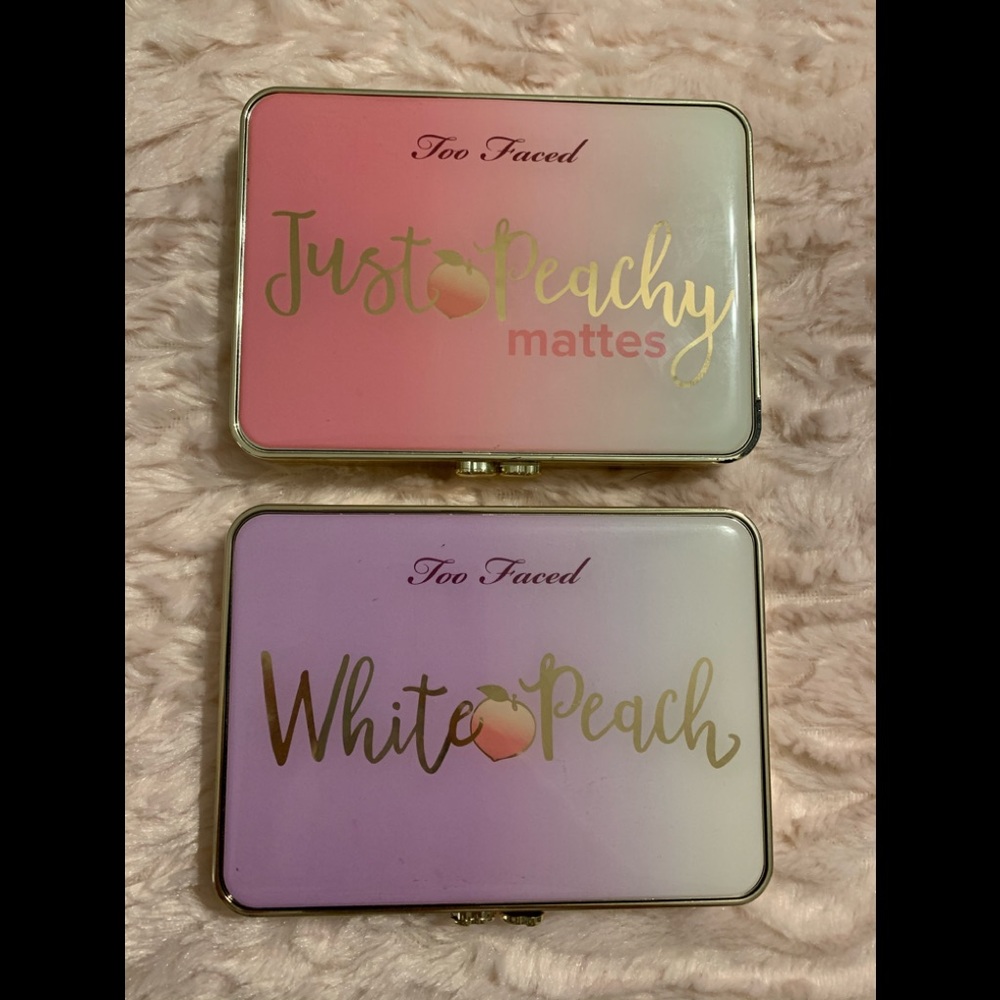 Too Faced
Just Peachy
mattes
Too Faced
White Peach